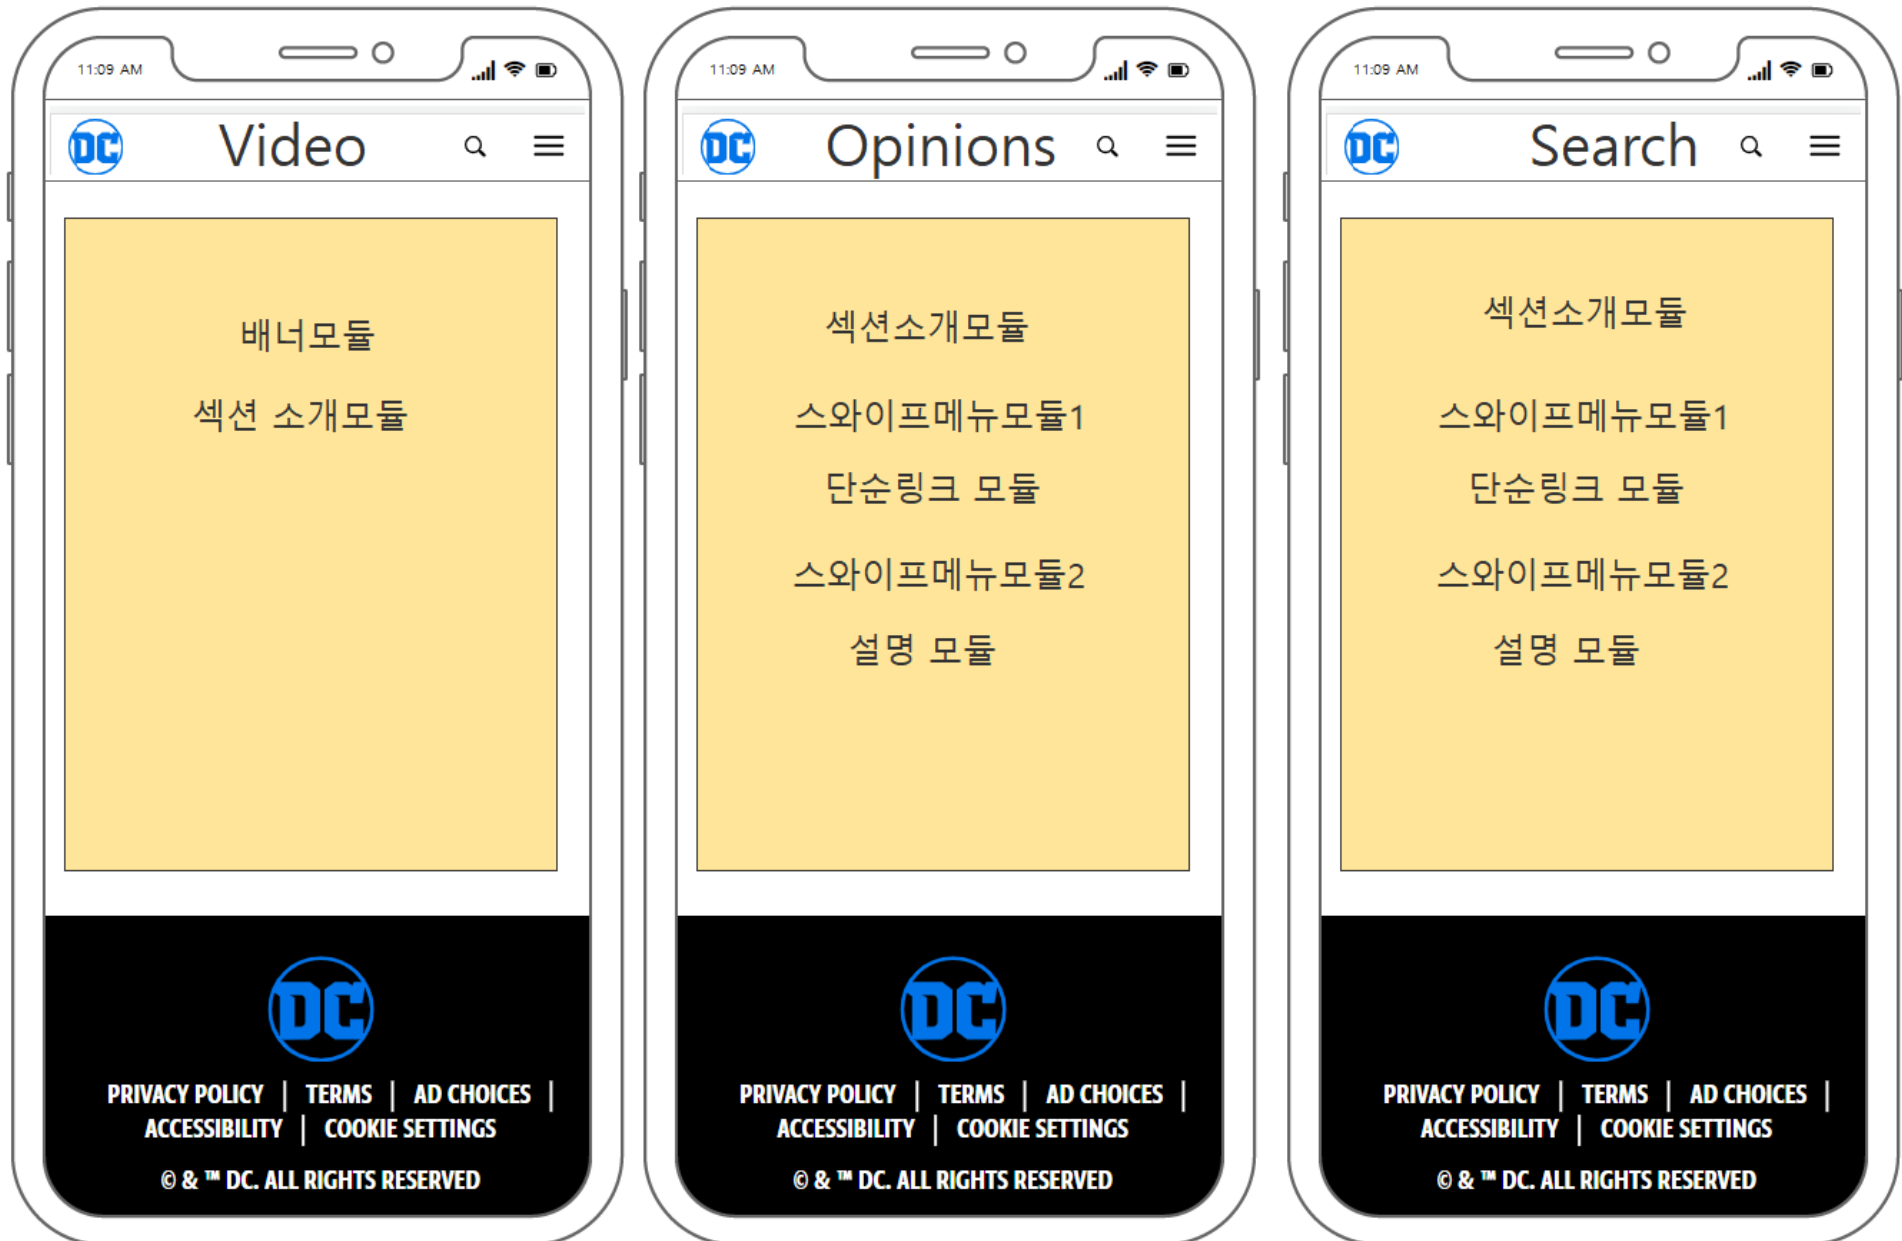 11:09 AM
DC
Video
배너모듈
섹션 소개모듈
DC
PRIVACY POLICY | TERMS | AD CHOICES |
ACCESSIBILITY | COOKIE SETTINGS
© & ™ DC. ALL RIGHTS RESERVED
11:09 AM
DC
Opinions
섹션소개모듈
스와이프메뉴모듈1
단순링크 모듈
스와이프메뉴모듈2
설명 모듈
DC
PRIVACY POLICY | TERMS | AD CHOICES |
ACCESSIBILITY | COOKIE SETTINGS
© & ™ DC. ALL RIGHTS RESERVED
11:09 AM
DC
Search
섹션소개모듈
스와이프메뉴모듈1
단순링크 모듈
스와이프메뉴모듈2
설명 모듈
DC
PRIVACY POLICY | TERMS | AD CHOICES |
ACCESSIBILITY | COOKIE SETTINGS
© & ™ DC. ALL RIGHTS RESERVED